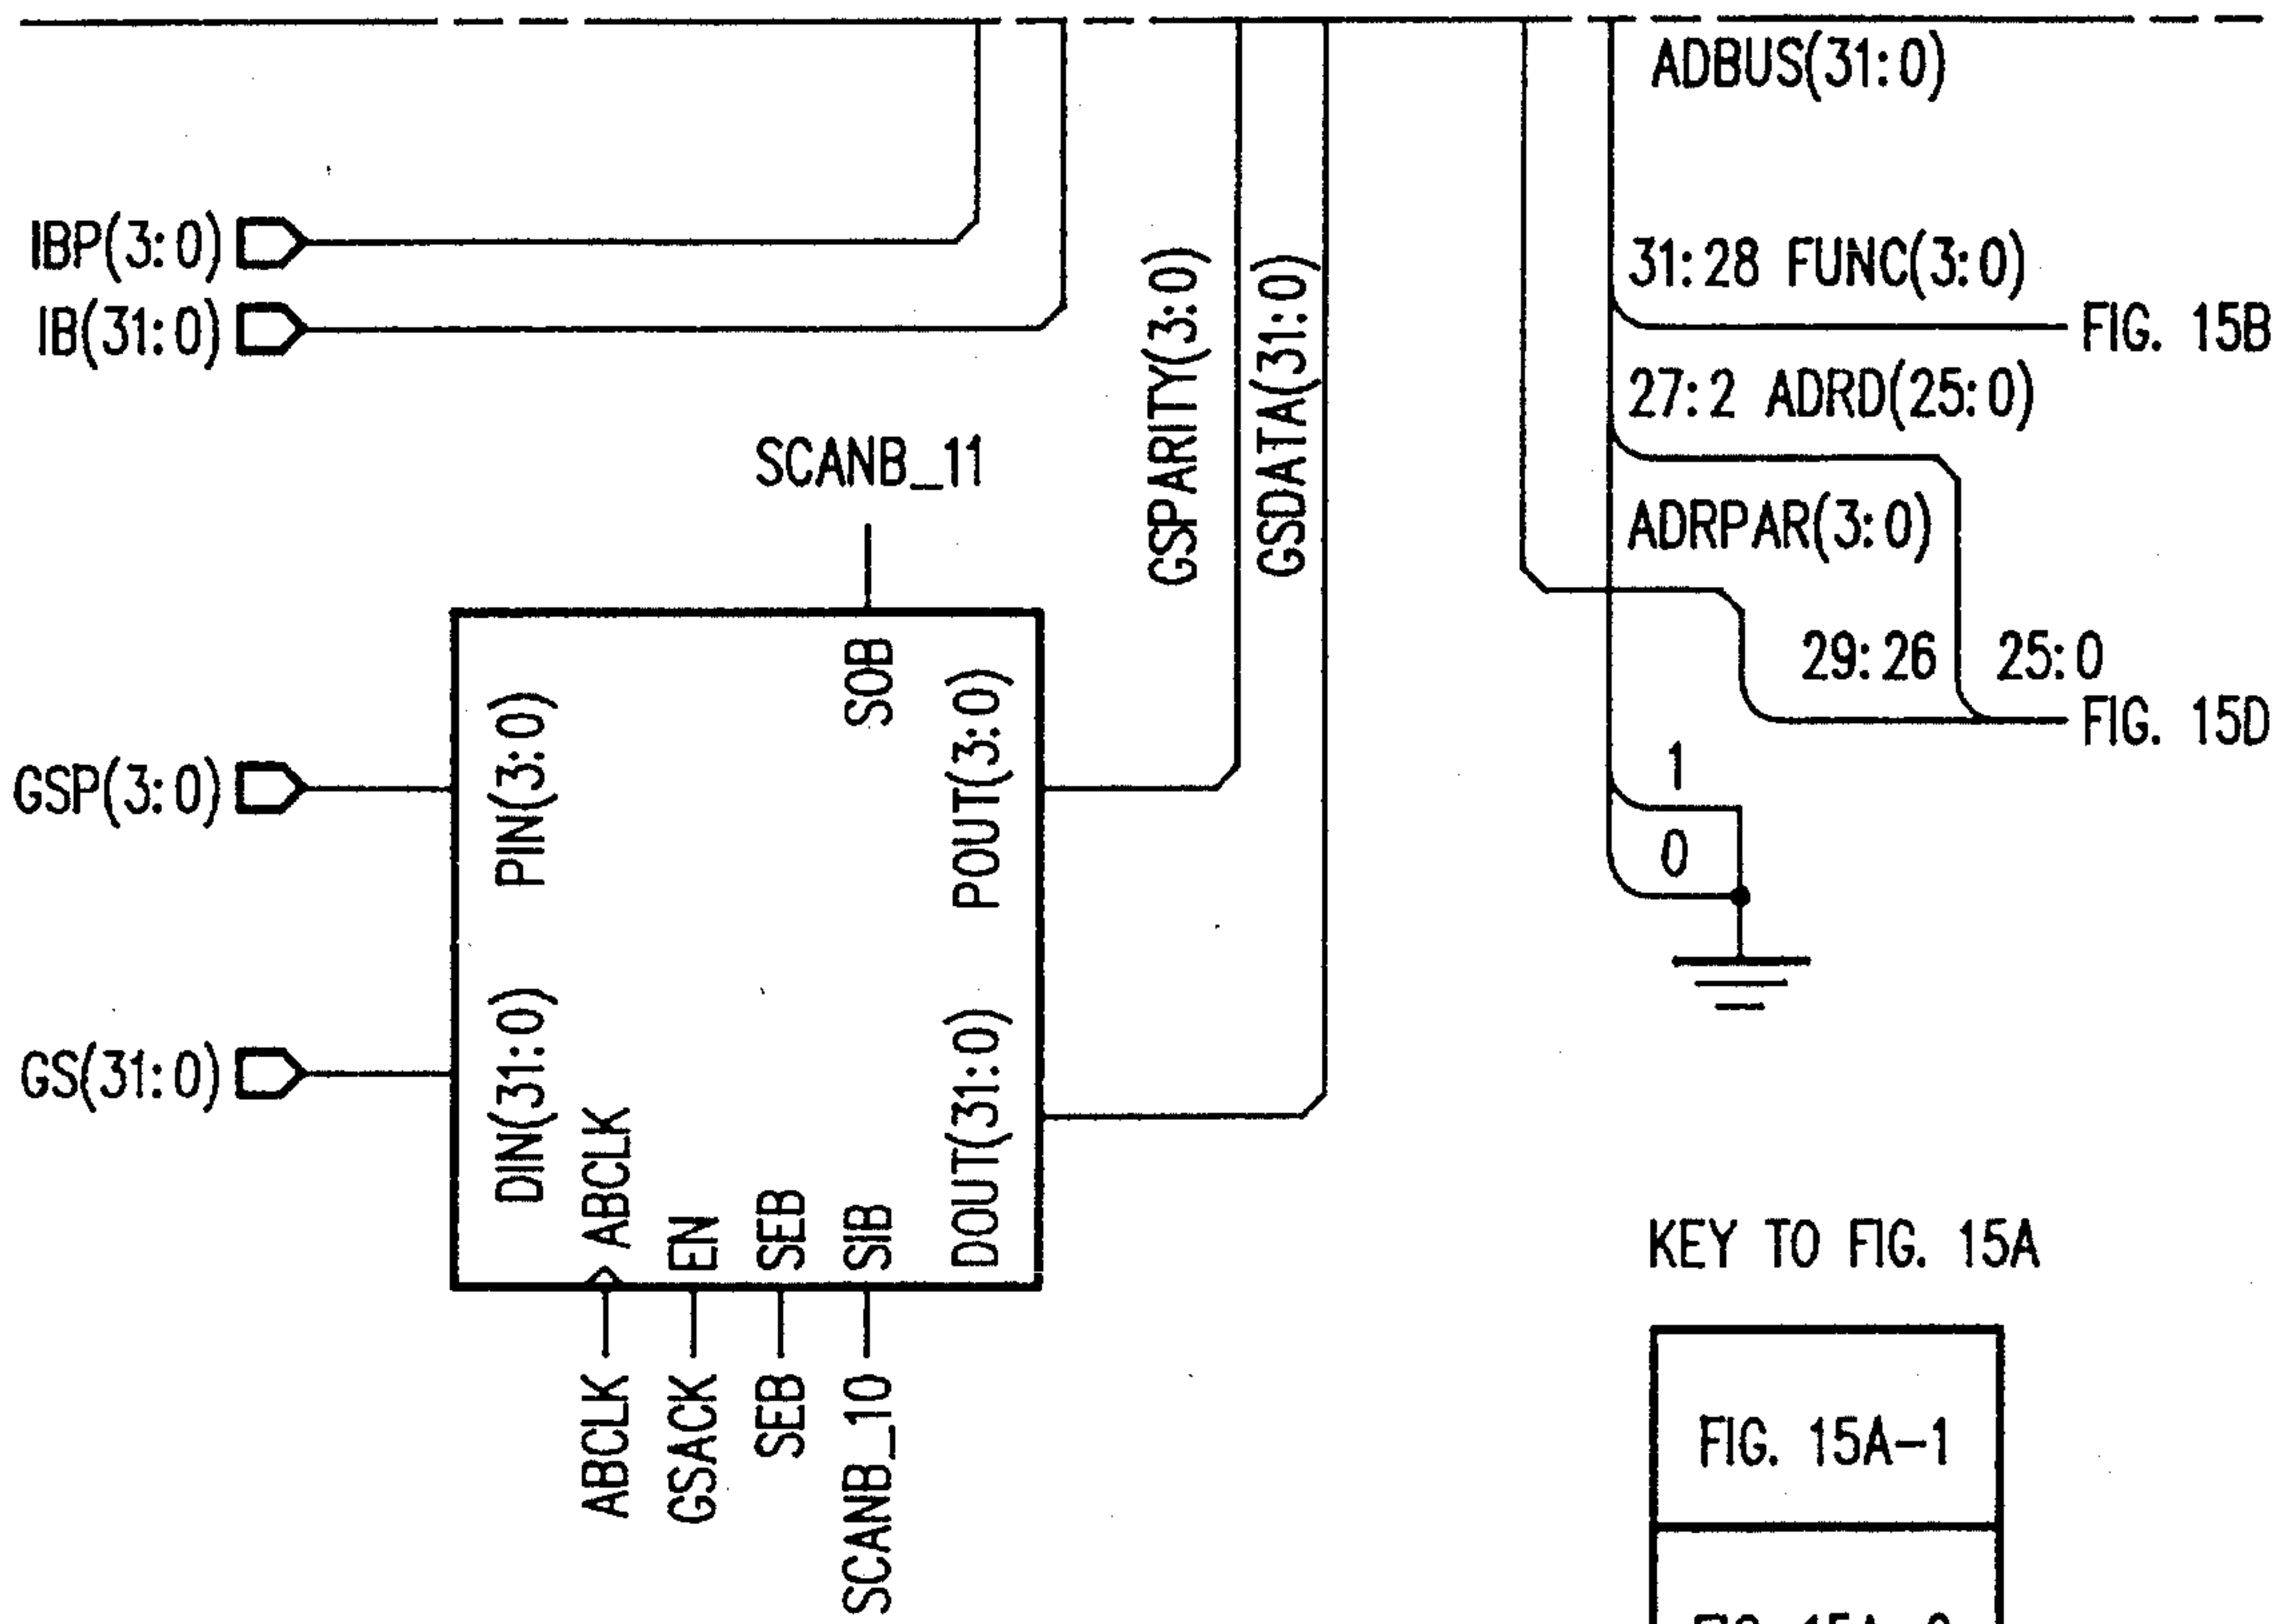 ADBUS(31:0)
IBP(3:0)
IB(31:0)
31:28 FUNC(3:0)
FIG. 15B
27:2 ADRD(25:0)
ADRPAR(3:0)
29:26
25:0
FIG. 15D
1
0
GSPARITY(3:0)
GSDATA(31:0)
SCANB_11
SOB
GSP(3:0)
PIN(3:0)
POUT(3:0)
GS(31:0)
DIN(31:0)
DOUT(31:0)
ABCLK
EN
SEB
SIB
ABCLK
GSACK
SEB
SCANB_10
KEY TO FIG. 15A
FIG. 15A-1